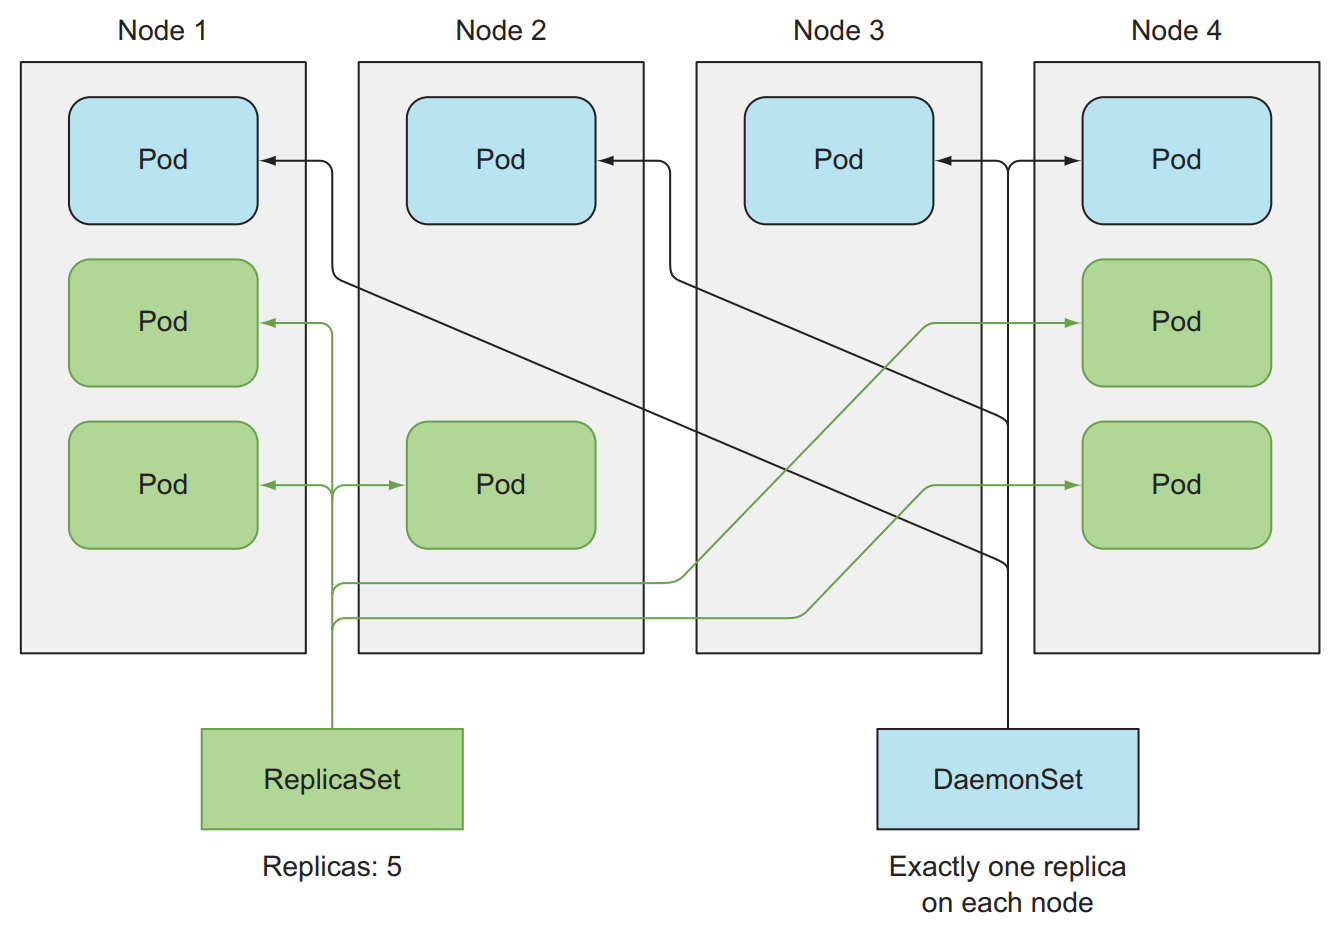 Node 1
Node 2
Node 3
Node 4
Pod
Pod
Pod
Pod
Pod
Pod
Pod
Pod
Pod
ReplicaSet
DaemonSet
Replicas: 5
Exactly one replica
on each node